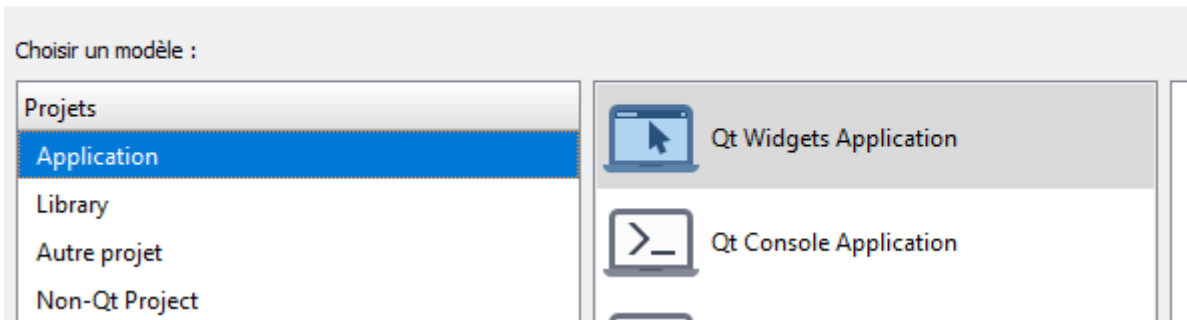 Choisir un modèle :
Projets
Application
Library
Autre projet
Non-Qt Project
Qt Widgets Application
Qt Console Application